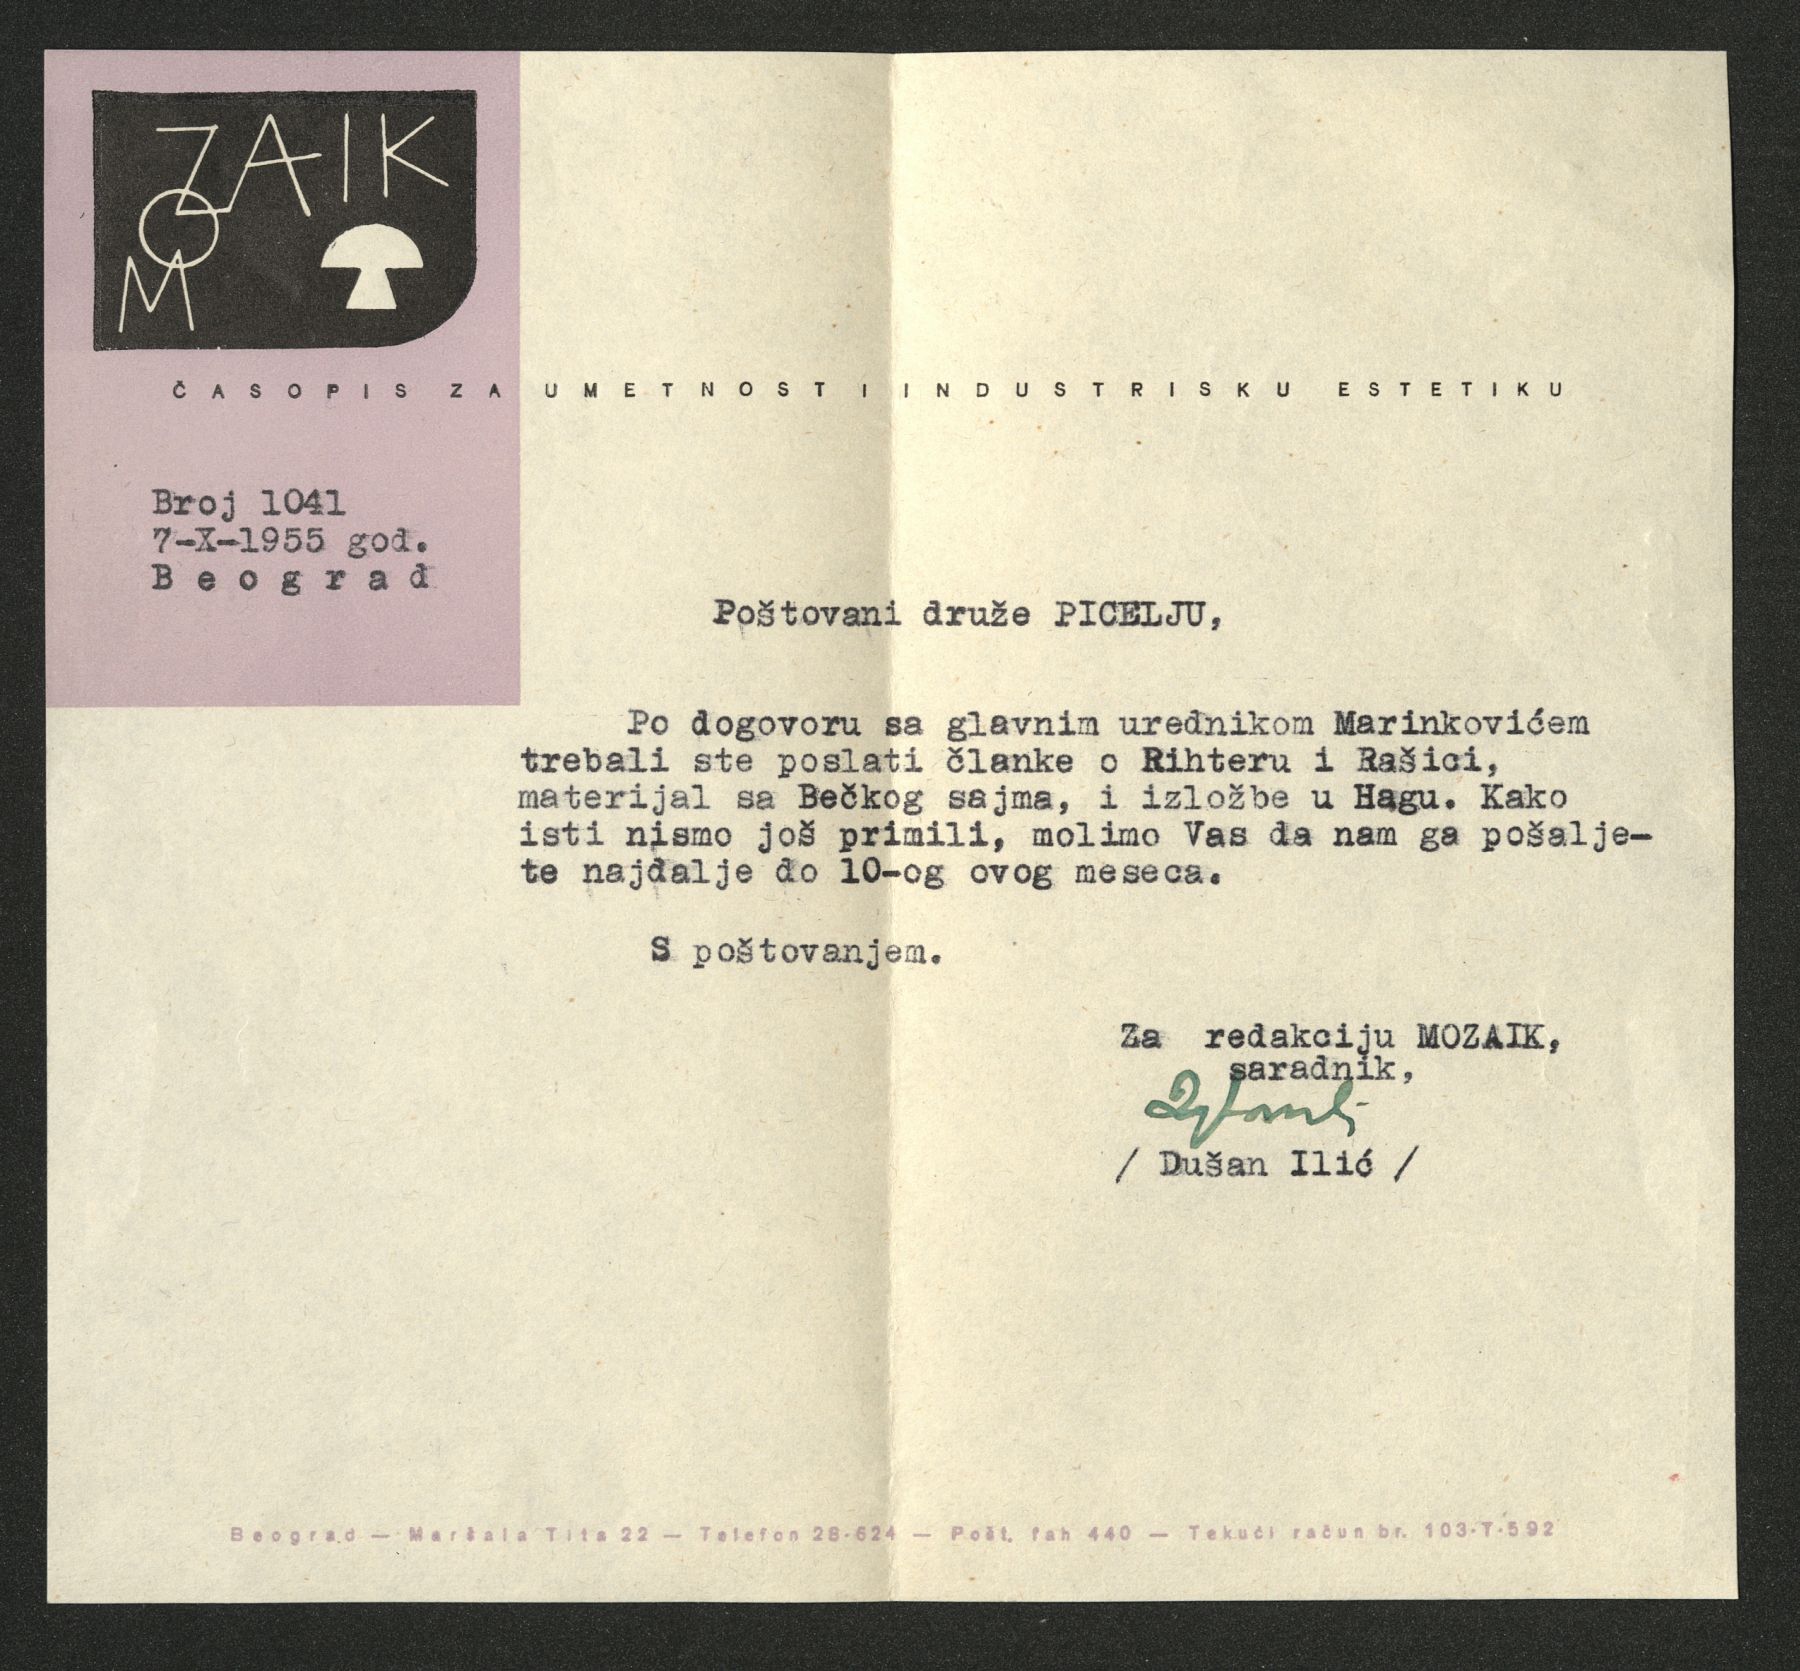 MOZAIK
ČASOPIS ZA UMETNOST I INDUSTRISKU ESTETIKU
Broj 1041
7-X-1955 god.
Beograd
Poštovani druže PICELJU,
Po dogovoru sa glavnim urednikom Marinkovićem
trebali ste poslati članke o Rihteru i Rašici,
materijal sa Bečkog sajma, i izložbe u Hagu. Kako
isti nismo još primili, molimo Vas da nam ga pošalje-
te najdalje do 10-og ovog meseca.
S poštovanjem.
Za redakciju MOZAIK,
saradnik,
/ Dušan Ilić /
Beograd — Maršala Tita 22 — Telefon 28-624 — Pošt. fah 440 — Tekući račun br. 103-T-592